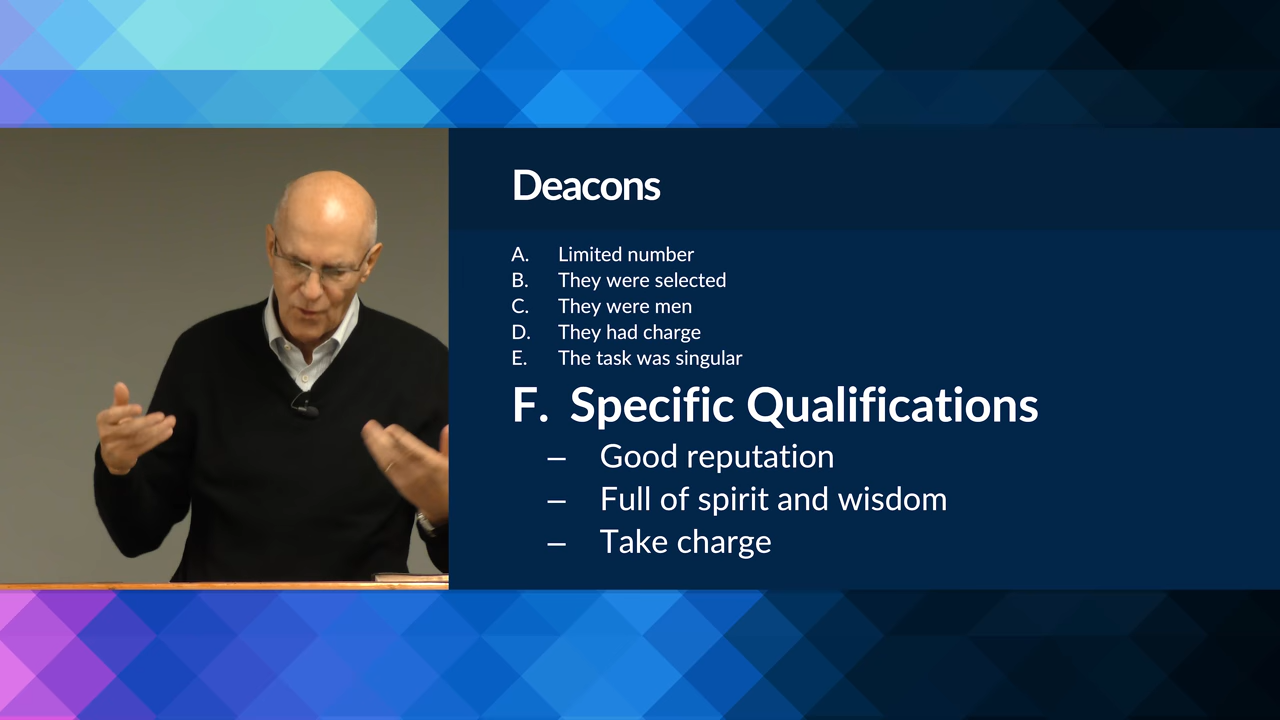 Deacons
A. Limited number
B. They were selected
C. They were men
D. They had charge
E. The task was singular
F. Specific Qualifications
– Good reputation
– Full of spirit and wisdom
– Take charge